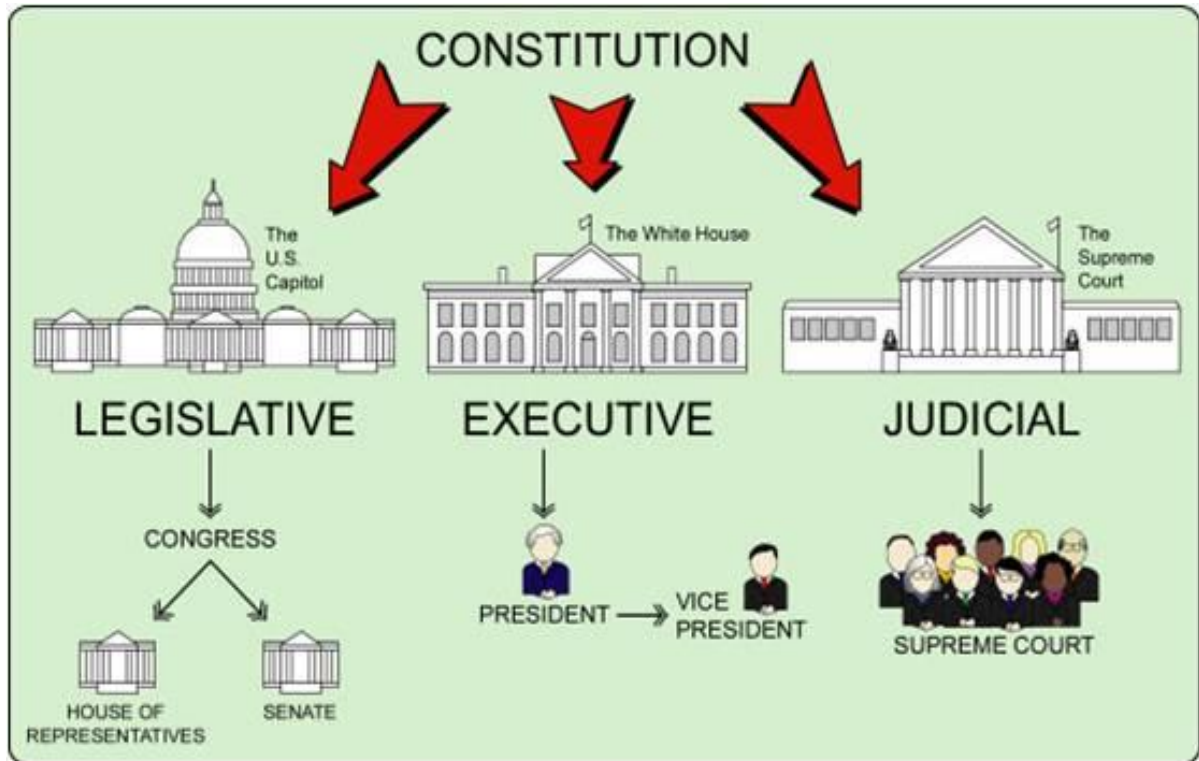 CONSTITUTION
The
U.S.
Capitol
The White House
The
Supreme
Court
LEGISLATIVE
EXECUTIVE
JUDICIAL
CONGRESS
HOUSE OF
REPRESENTATIVES
SENATE
PRESIDENT
VICE
PRESIDENT
SUPREME COURT